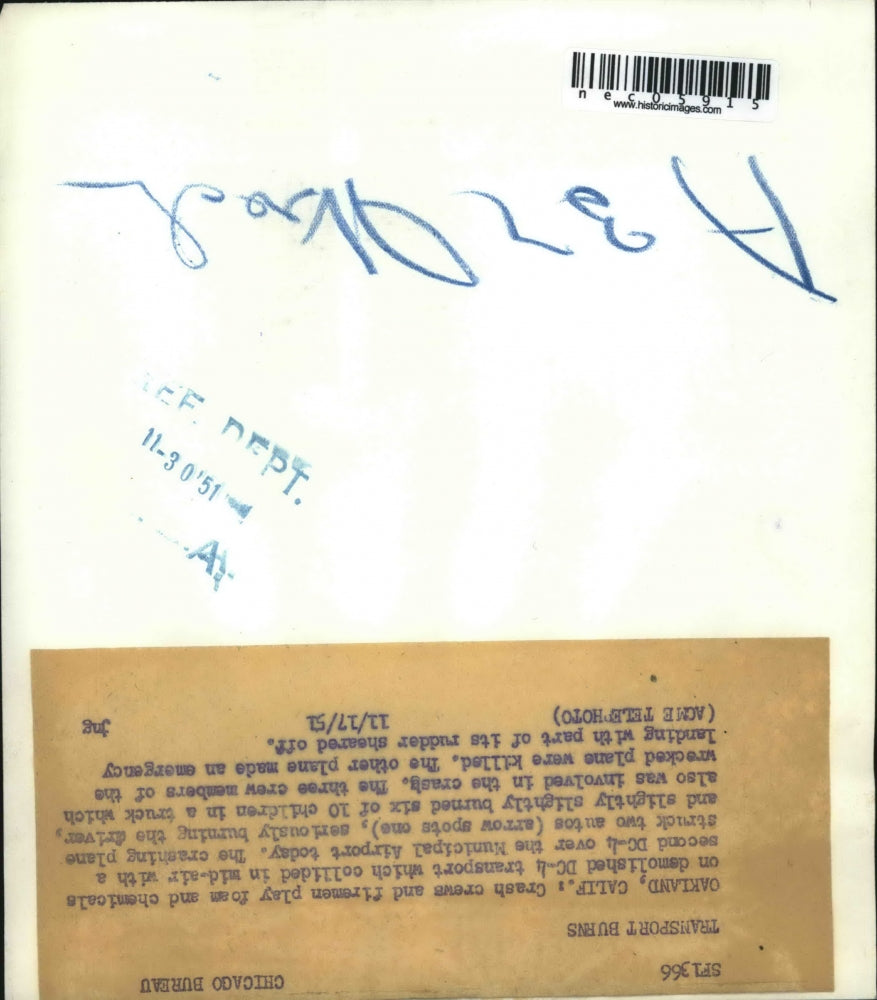 nec05915
www.historicimages.com
REF. DEPT.
11-30'51
SF1366 CHICAGO BUREAU
TRANSPORT BURNS
OAKLAND, CALIF.: Crash crews and firemen play foam and chemicals
on demolished DC-4 transport which collided in mid-air with a
second DC-4 over the Municipal Airport today. The crashing plane
struck two autos (arrow spots one), seriously burning the driver,
and slightly slightly burned six of 10 children in a truck which
also was involved in the crash. The three crew members of the
wrecked plane were killed. The other plane made an emergency
landing with part of its rudder sheared off.
(ACME TELEPHOTO) 11/17/51 jng